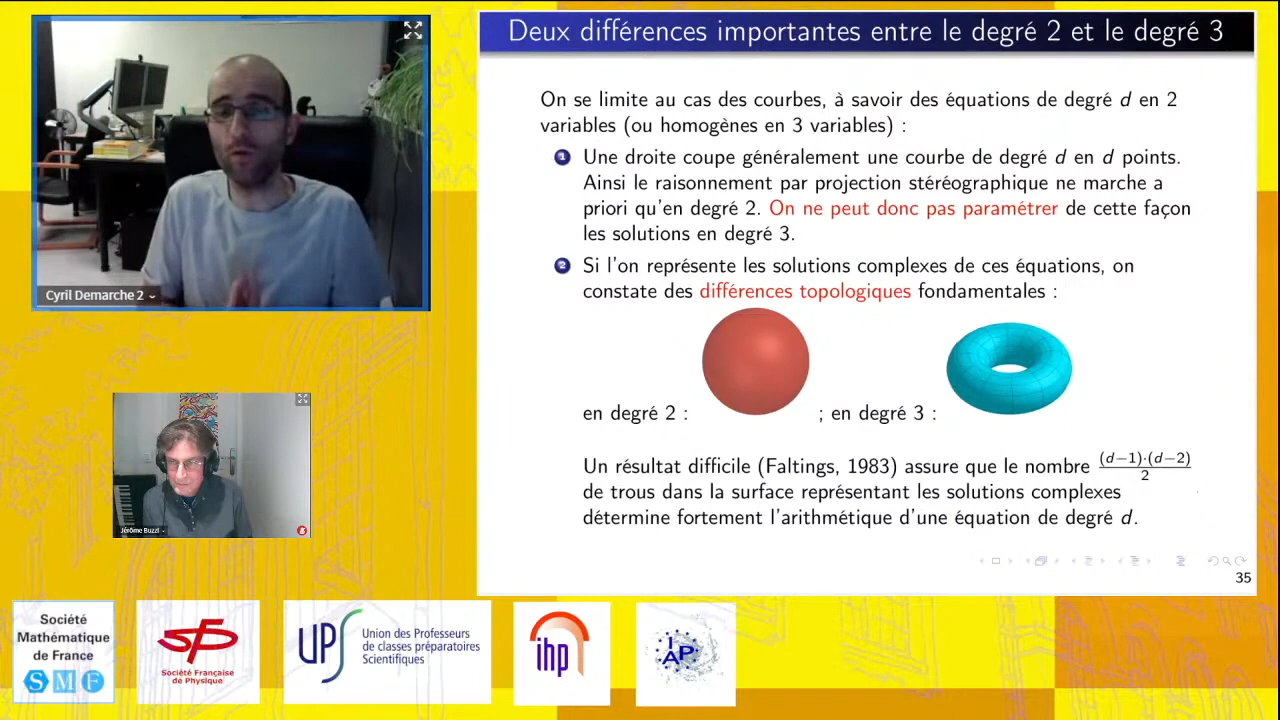 Deux différences importantes entre le degré 2 et le degré 3
On se limite au cas des courbes, à savoir des équations de degré d en 2
variables (ou homogènes en 3 variables) :
1 Une droite coupe généralement une courbe de degré d en d points.
Ainsi le raisonnement par projection stéréographique ne marche a
priori qu'en degré 2. On ne peut donc pas paramétrer de cette façon
les solutions en degré 3.
2 Si l'on représente les solutions complexes de ces équations, on
constate des différences topologiques fondamentales :
en degré 2 : ; en degré 3 :
Un résultat difficile (Faltings, 1983) assure que le nombre (d−1)·(d−2)/2
de trous dans la surface représentant les solutions complexes
détermine fortement l'arithmétique d'une équation de degré d.
35
Cyril Demarche 2
Jérôme Buzzi
Société
Mathématique
de France
SMF
sfp
Société Française
de Physique
UPS
Union des Professeurs
de classes préparatoires
Scientifiques
ihp
IAP